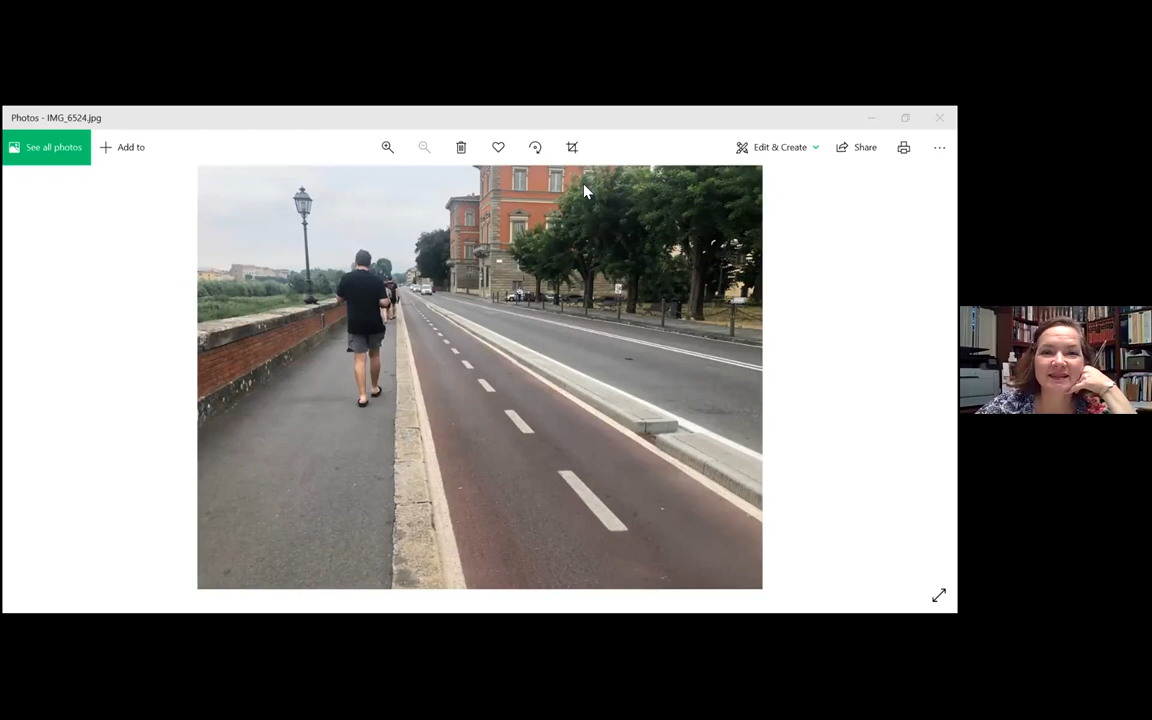 Photos - IMG_6524.jpg
See all photos
Add to
Edit & Create
Share